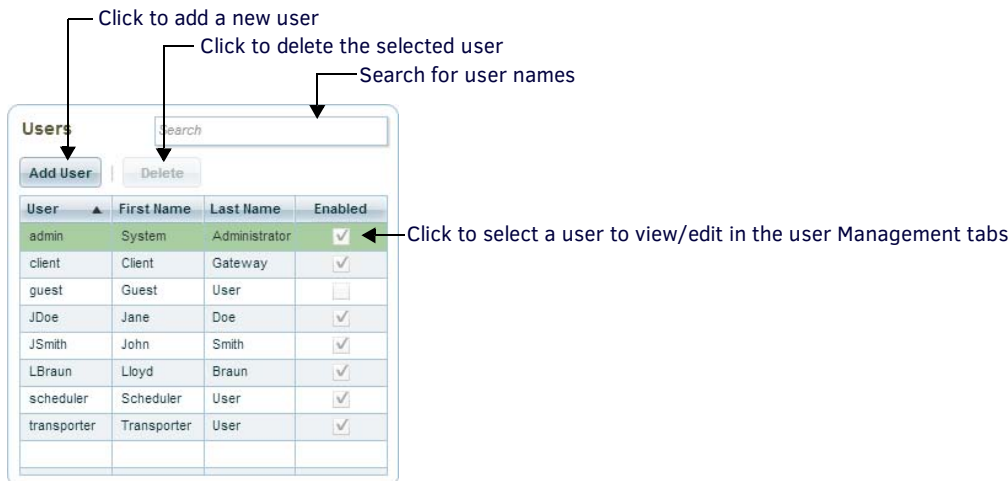 Click to add a new user
Click to delete the selected user
Search for user names
Users
Search
Add User | Delete
User First Name Last Name Enabled
admin System Administrator
Click to select a user to view/edit in the user Management tabs
client Client Gateway
guest Guest User
JDoe Jane Doe
JSmith John Smith
LBraun Lloyd Braun
scheduler Scheduler User
transporter Transporter User